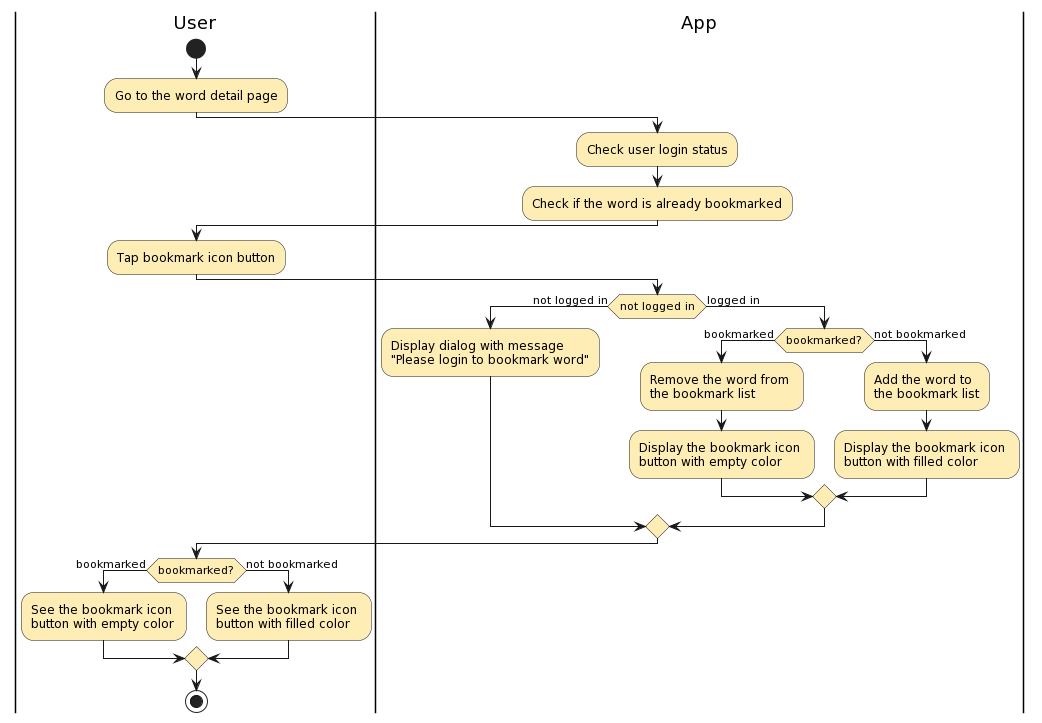 User
App
Go to the word detail page
Check user login status
Check if the word is already bookmarked
Tap bookmark icon button
not logged in
not logged in
logged in
Display dialog with message
"Please login to bookmark word"
bookmarked
bookmarked?
not bookmarked
Remove the word from
the bookmark list
Add the word to
the bookmark list
Display the bookmark icon
button with empty color
Display the bookmark icon
button with filled color
bookmarked
bookmarked?
not bookmarked
See the bookmark icon
button with empty color
See the bookmark icon
button with filled color